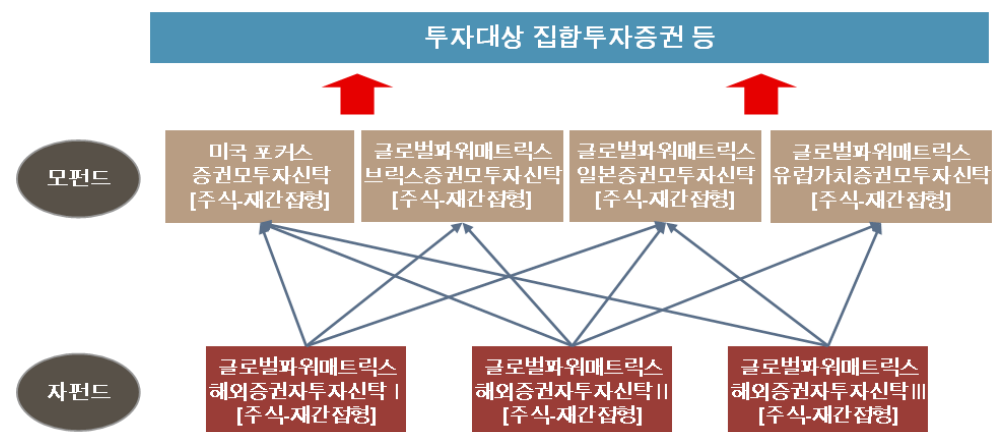 투자대상 집합투자증권 등
모펀드
미국 포커스
증권모투자신탁
[주식-재간접형]
글로벌파워매트릭스
브릭스증권모투자신탁
[주식-재간접형]
글로벌파워매트릭스
일본증권모투자신탁
[주식-재간접형]
글로벌파워매트릭스
유럽가치증권모투자신탁
[주식-재간접형]
자펀드
글로벌파워매트릭스
해외증권자투자신탁Ⅰ
[주식-재간접형]
글로벌파워매트릭스
해외증권자투자신탁Ⅱ
[주식-재간접형]
글로벌파워매트릭스
해외증권자투자신탁Ⅲ
[주식-재간접형]